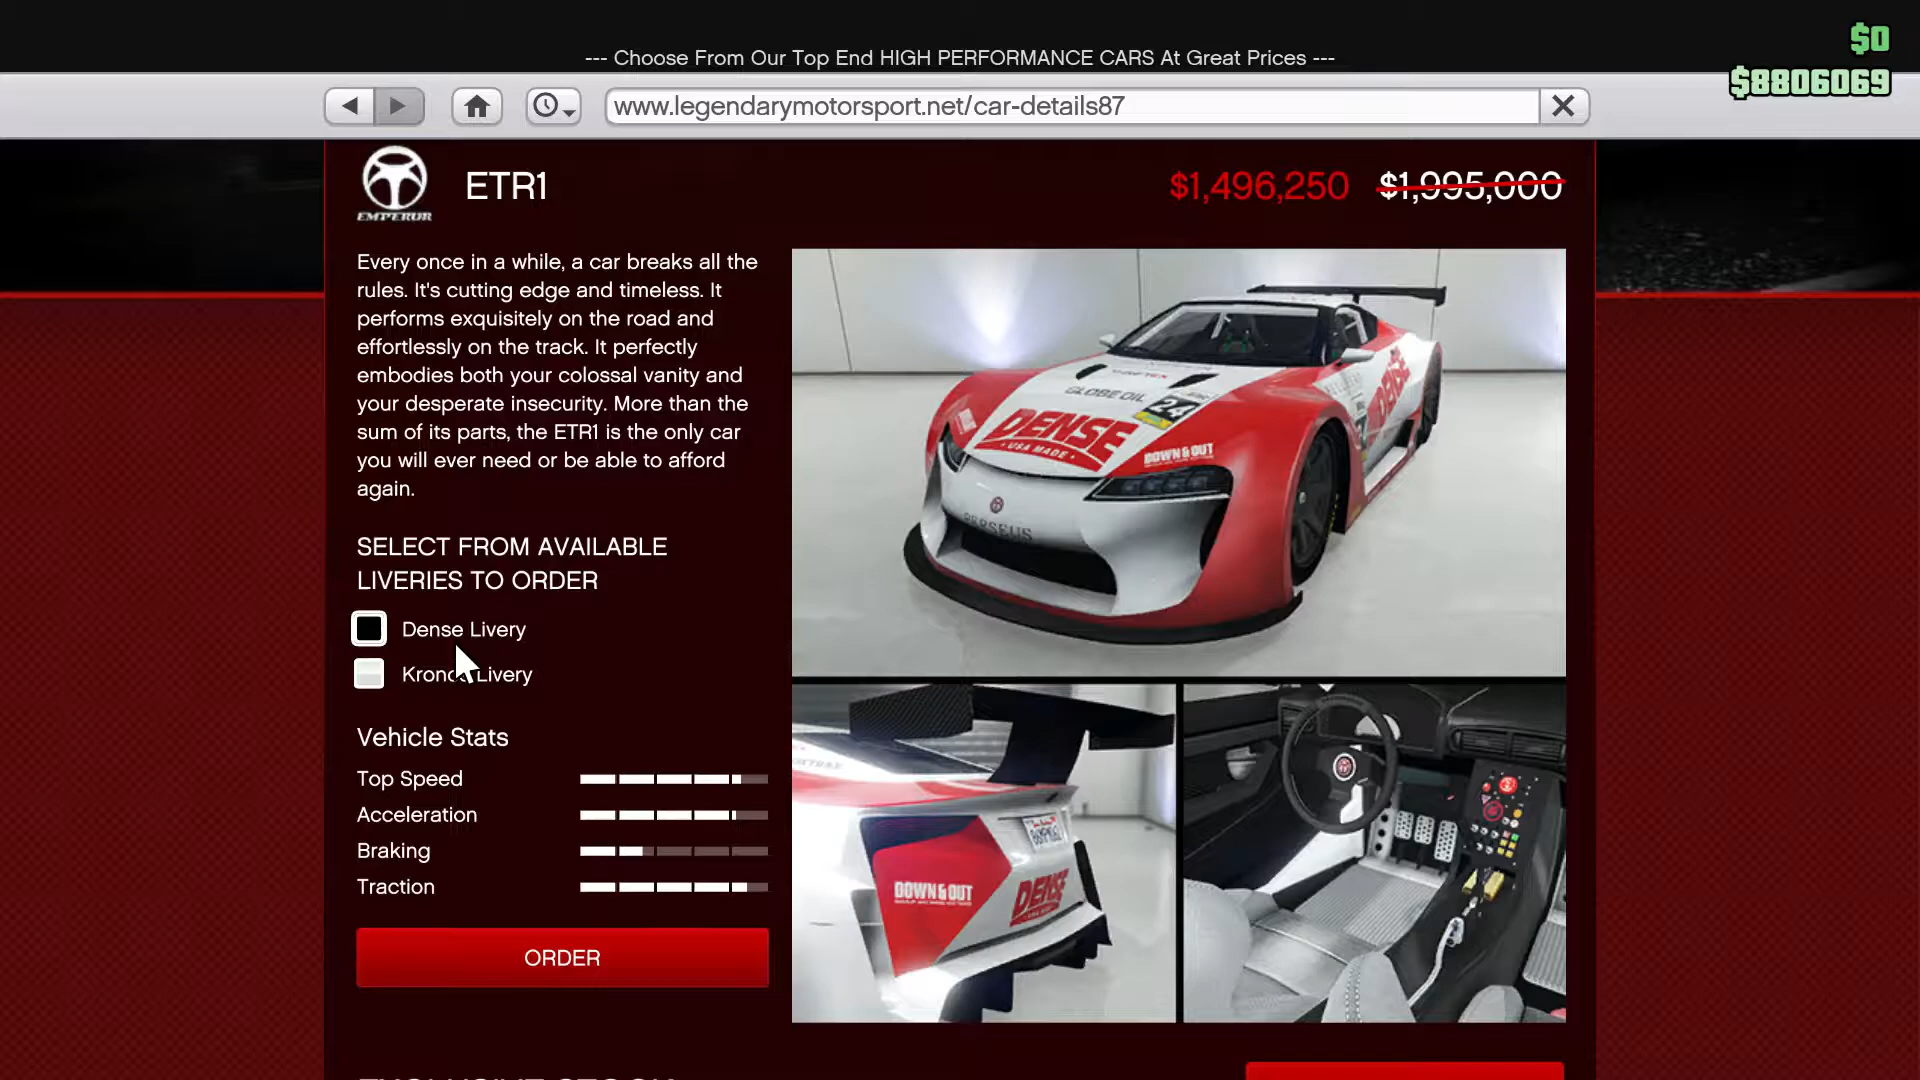 $0
--- Choose From Our Top End HIGH PERFORMANCE CARS At Great Prices ---
$8806069
www.legendarymotorsport.net/car-details87
EMPEROR
ETR1
$1,496,250 $1,995,000
Every once in a while, a car breaks all the
rules. It's cutting edge and timeless. It
performs exquisitely on the road and
effortlessly on the track. It perfectly
embodies both your colossal vanity and
your desperate insecurity. More than the
sum of its parts, the ETR1 is the only car
you will ever need or be able to afford
again.
SELECT FROM AVAILABLE
LIVERIES TO ORDER
Dense Livery
Livery
Vehicle Stats
Top Speed
Acceleration
Braking
Traction
ORDER
GLOBE OIL
24
DENSE
USA MADE
DOWN & OUT
DENSE
PERSEUS
DOWN & OUT
DENSE